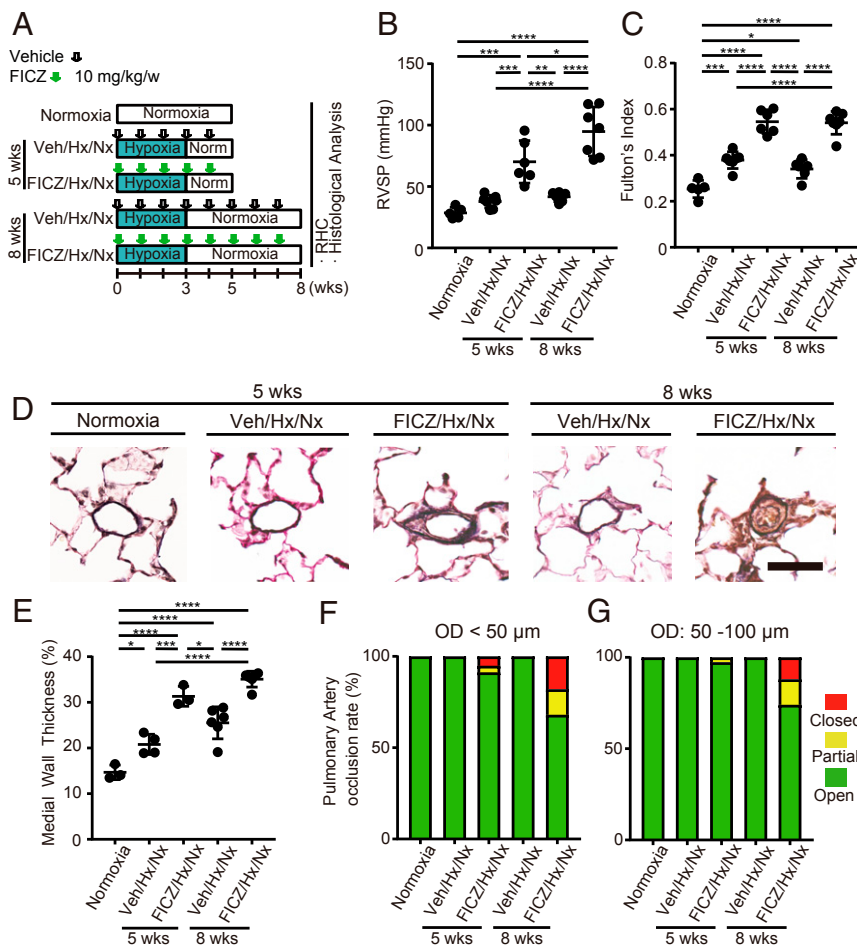 A
Vehicle
FICZ 10 mg/kg/w
Normoxia Normoxia
5 wks
Veh/Hx/Nx Hypoxia Norm
FICZ/Hx/Nx Hypoxia Norm
8 wks
Veh/Hx/Nx Hypoxia Normoxia
FICZ/Hx/Nx Hypoxia Normoxia
0 3 5 8 (wks)
: RHC
: Histological Analysis
B
**** 
*** *
*** ** ****
****
RVSP (mmHg)
150
100
50
0
Normoxia Veh/Hx/Nx FICZ/Hx/Nx Veh/Hx/Nx FICZ/Hx/Nx
5 wks 8 wks
C
****
*
****
*** **** **** ****
****
Fulton's Index
0.8
0.6
0.4
0.2
0
Normoxia Veh/Hx/Nx FICZ/Hx/Nx Veh/Hx/Nx FICZ/Hx/Nx
5 wks 8 wks
D
5 wks 8 wks
Normoxia Veh/Hx/Nx FICZ/Hx/Nx Veh/Hx/Nx FICZ/Hx/Nx
E
****
****
****
* *** * ****
****
Medial Wall Thickness (%)
40
30
20
10
0
Normoxia Veh/Hx/Nx FICZ/Hx/Nx Veh/Hx/Nx FICZ/Hx/Nx
5 wks 8 wks
F
OD < 50 μm
Pulmonary Artery
occlusion rate (%)
100
50
0
Normoxia Veh/Hx/Nx FICZ/Hx/Nx Veh/Hx/Nx FICZ/Hx/Nx
5 wks 8 wks
G
OD: 50 -100 μm
100
50
0
Normoxia Veh/Hx/Nx FICZ/Hx/Nx Veh/Hx/Nx FICZ/Hx/Nx
5 wks 8 wks
Closed
Partial
Open